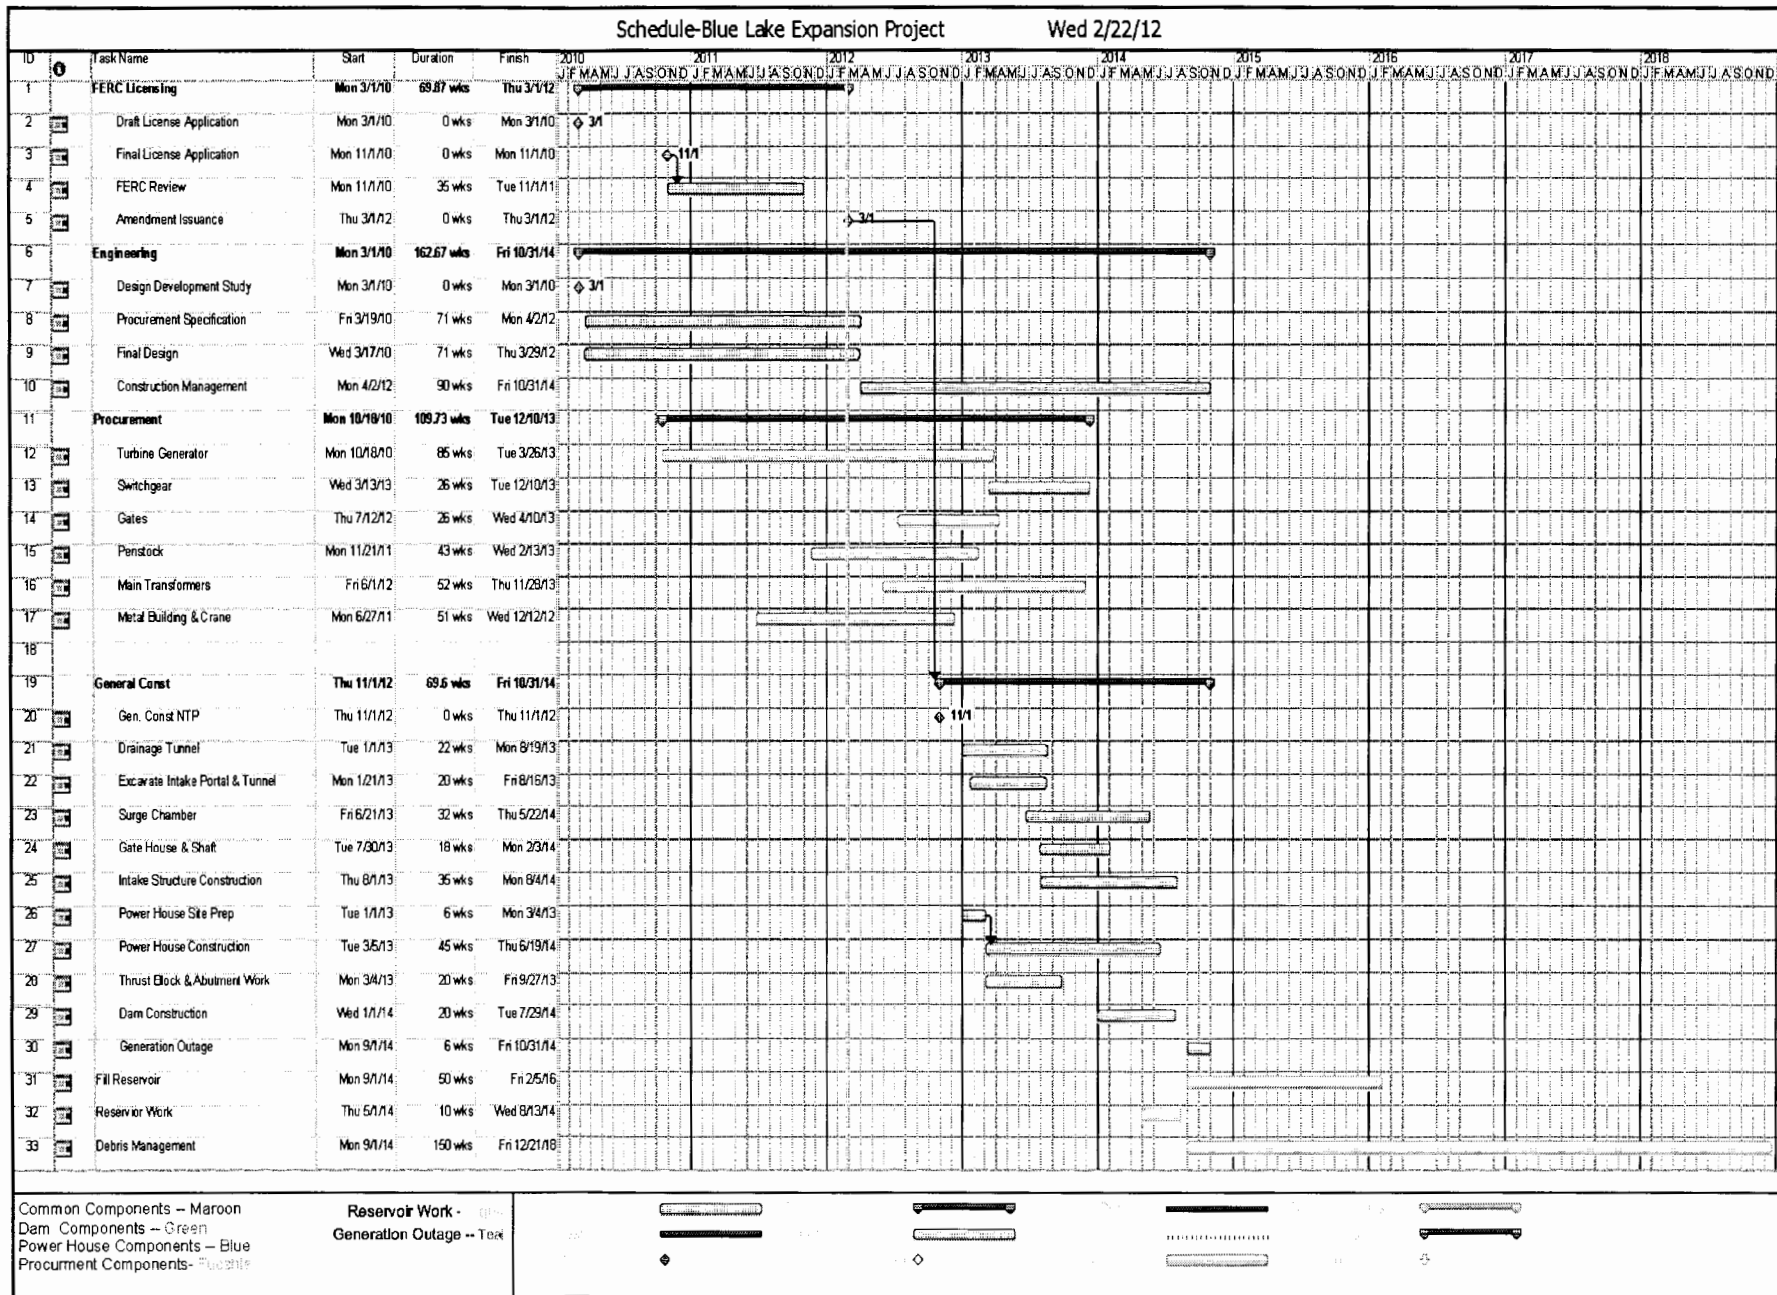 Schedule-Blue Lake Expansion Project Wed 2/22/12
ID Task Name Start Duration Finish 2010 2011 2012 2013 2014 2015 2016 2017 2018
J F M A M J J A S O N D J F M A M J J A S O N D J F M A M J J A S O N D J F M A M J J A S O N D J F M A M J J A S O N D J F M A M J J A S O N D J F M A M J J A S O N D J F M A M J J A S O N D J F M A M J J A S O N D
1 FERC Licensing Mon 3/1/10 69.87 wks Thu 3/1/12
2 Draft License Application Mon 3/1/10 0 wks Mon 3/1/10 3/1
3 Final License Application Mon 11/1/10 0 wks Mon 11/1/10 11/1
4 FERC Review Mon 11/1/10 35 wks Tue 11/1/11
5 Amendment Issuance Thu 3/1/12 0 wks Thu 3/1/12 3/1
6 Engineering Mon 3/1/10 162.67 wks Fri 10/31/14
7 Design Development Study Mon 3/1/10 0 wks Mon 3/1/10 3/1
8 Procurement Specification Fri 3/19/10 71 wks Mon 4/2/12
9 Final Design Wed 3/17/10 71 wks Thu 3/29/12
10 Construction Management Mon 4/2/12 90 wks Fri 10/31/14
11 Procurement Mon 10/18/10 109.73 wks Tue 12/10/13
12 Turbine Generator Mon 10/18/10 85 wks Tue 3/26/13
13 Switchgear Wed 3/13/13 26 wks Tue 12/10/13
14 Gates Thu 7/12/12 26 wks Wed 4/10/13
15 Penstock Mon 11/21/11 43 wks Wed 2/13/13
16 Main Transformers Fri 6/1/12 52 wks Thu 11/28/13
17 Metal Building & Crane Mon 6/27/11 51 wks Wed 12/12/12
18
19 General Const Thu 11/1/12 69.6 wks Fri 10/31/14
20 Gen. Const NTP Thu 11/1/12 0 wks Thu 11/1/12 11/1
21 Drainage Tunnel Tue 1/1/13 22 wks Mon 8/19/13
22 Excavate Intake Portal & Tunnel Mon 1/21/13 20 wks Fri 8/16/13
23 Surge Chamber Fri 6/21/13 32 wks Thu 5/22/14
24 Gate House & Shaft Tue 7/30/13 18 wks Mon 2/3/14
25 Intake Structure Construction Thu 8/1/13 35 wks Mon 8/4/14
26 Power House Site Prep Tue 1/1/13 6 wks Mon 3/4/13
27 Power House Construction Tue 3/5/13 45 wks Thu 6/19/14
28 Thrust Block & Abutment Work Mon 3/4/13 20 wks Fri 9/27/13
29 Dam Construction Wed 1/1/14 20 wks Tue 7/29/14
30 Generation Outage Mon 9/1/14 6 wks Fri 10/31/14
31 Fill Reservoir Mon 9/1/14 50 wks Fri 2/5/16
32 Reservior Work Thu 5/1/14 10 wks Wed 8/13/14
33 Debris Management Mon 9/1/14 150 wks Fri 12/21/18
Common Components -- Maroon Reservoir Work -
Dam Components -- Green Generation Outage -- Teal
Power House Components -- Blue
Procurment Components-